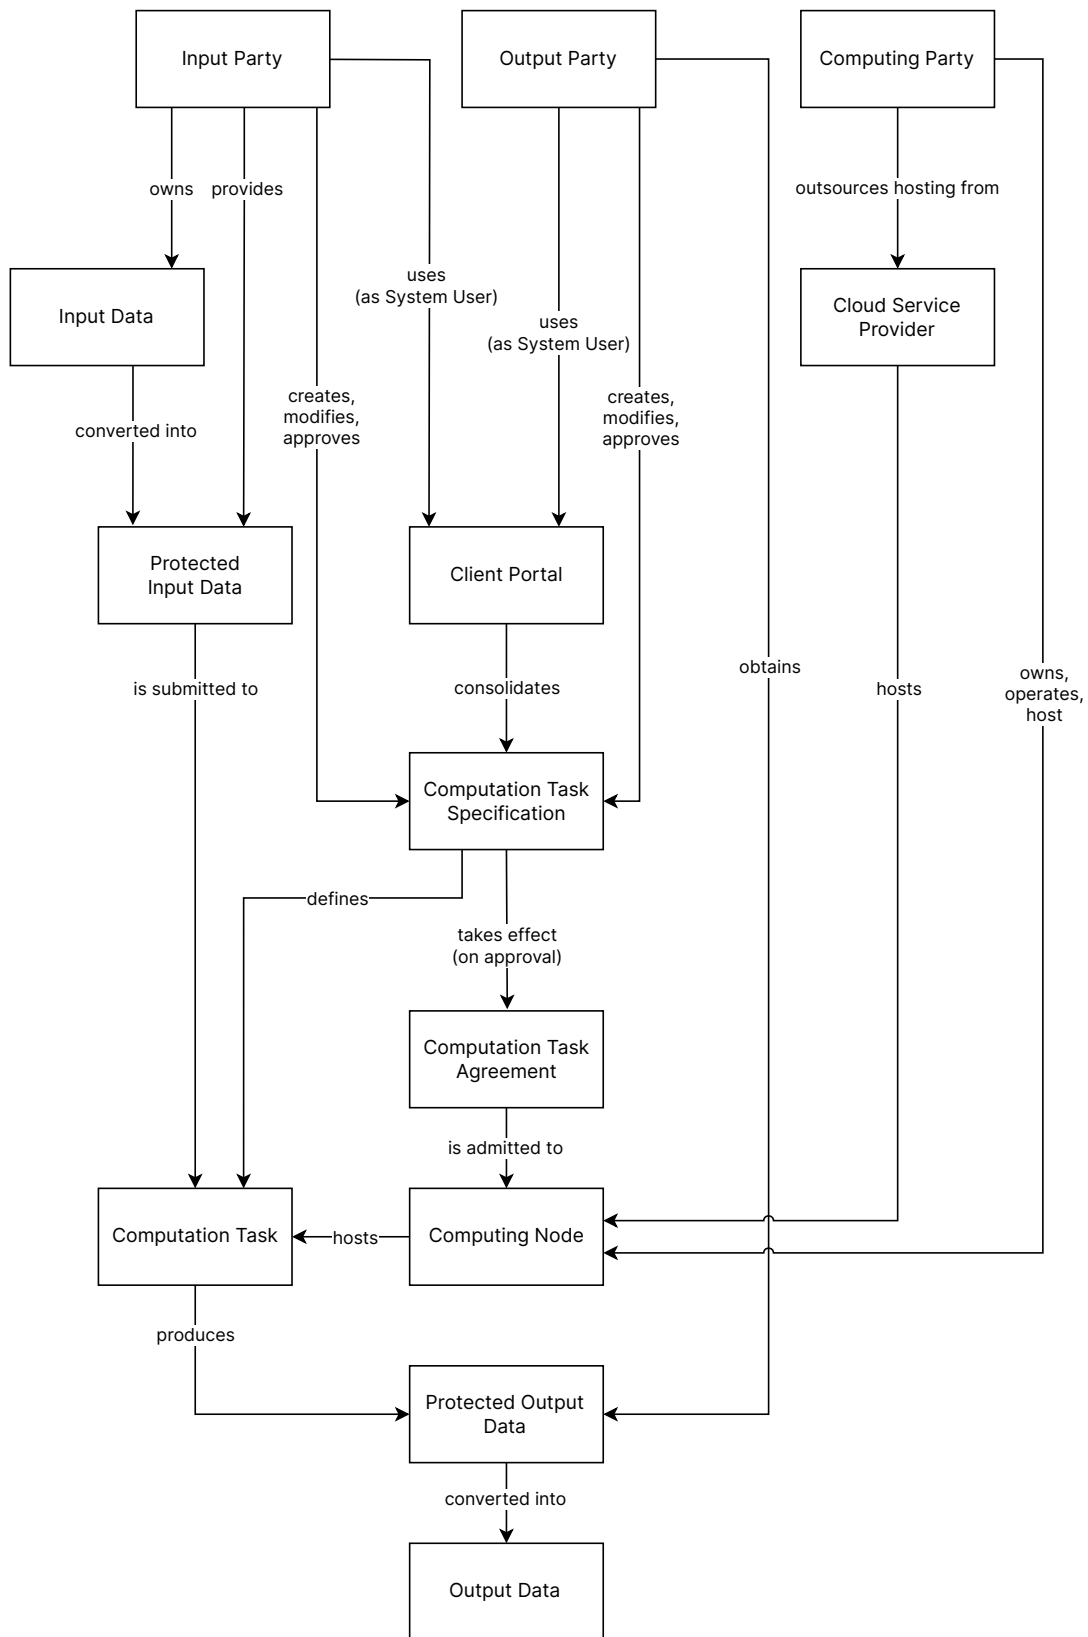 Input Party
Output Party
Computing Party
owns
provides
outsources hosting from
uses
(as System User)
Input Data
uses
(as System User)
Cloud Service
Provider
creates,
modifies,
approves
creates,
modifies,
approves
converted into
Protected
Input Data
Client Portal
is submitted to
consolidates
obtains
hosts
owns,
operates,
host
Computation Task
Specification
defines
takes effect
(on approval)
Computation Task
Agreement
is admitted to
Computation Task
hosts
Computing Node
produces
Protected Output
Data
converted into
Output Data